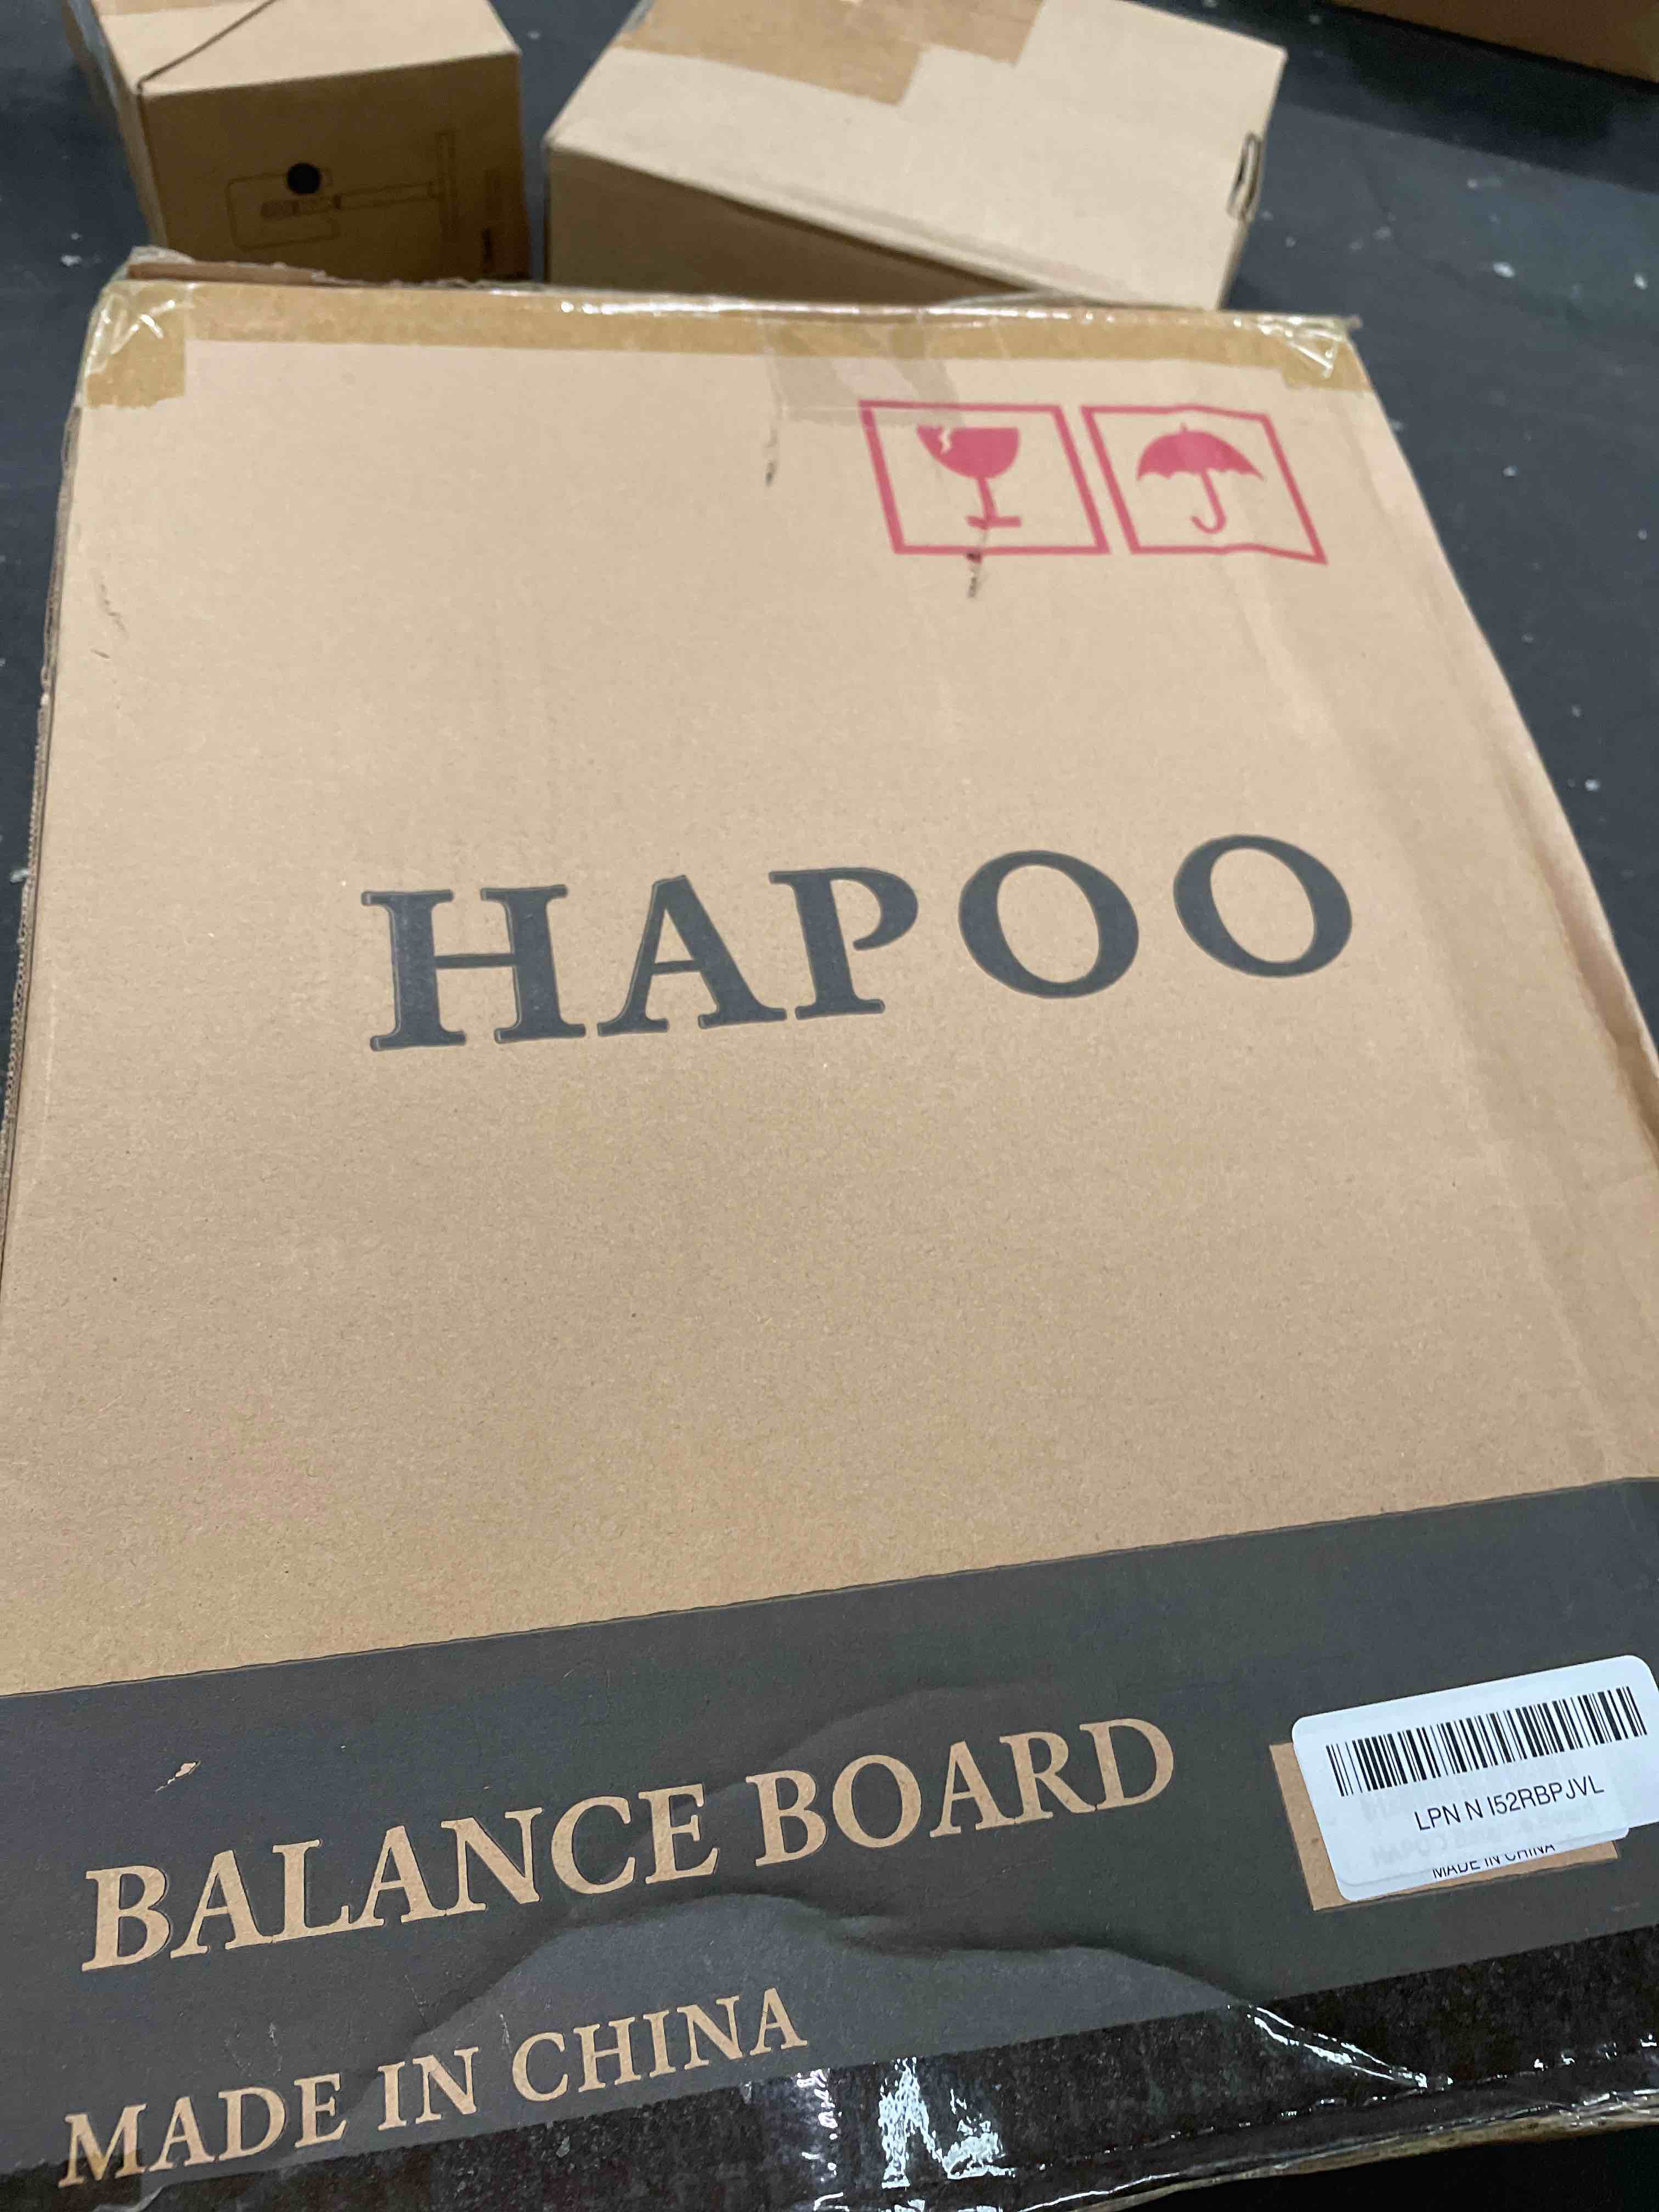 HAPOO
BALANCE BOARD
LPN N I52RBPJVL
MADE IN CHINA
MADE IN CHINA